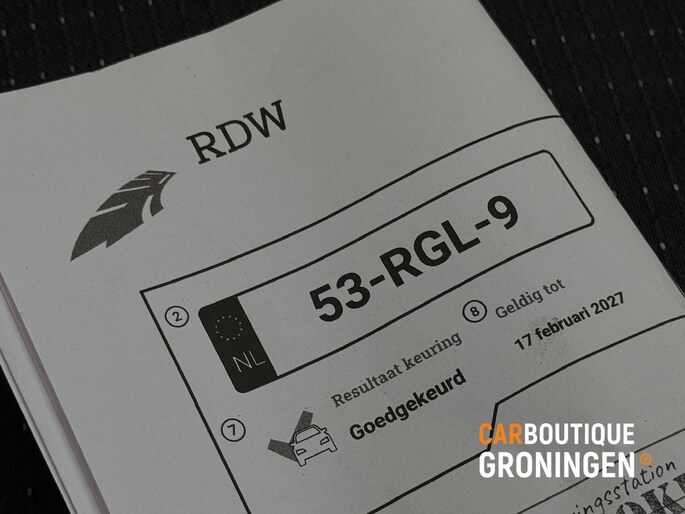 RDW
2
NL
53-RGL-9
8
Geldig tot
17 februari 2027
7
Resultaat keuring
Goedgekeurd
CARBOUTIQUE
GRONINGEN